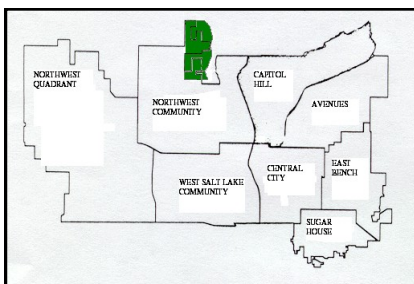 NORTHWEST
QUADRANT
NORTHWEST
COMMUNITY
CAPITOL
HILL
AVENUES
WEST SALT LAKE
COMMUNITY
CENTRAL
CITY
EAST
BENCH
SUGAR
HOUSE